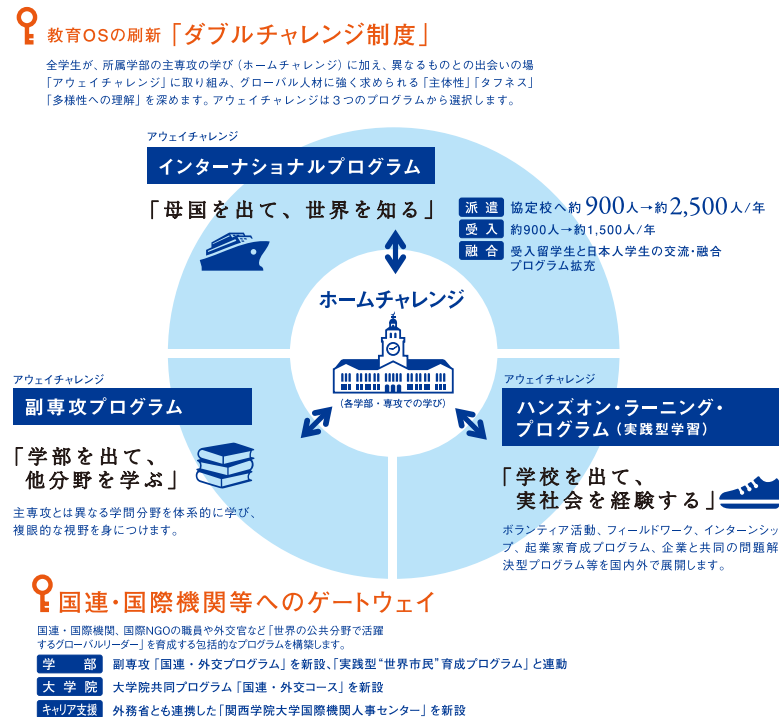 教育OSの刷新「ダブルチャレンジ制度」
全学生が、所属学部の主専攻の学び（ホームチャレンジ）に加え、異なるものとの出会いの場
「アウェイチャレンジ」に取り組み、グローバル人材に強く求められる「主体性」「タフネス」
「多様性への理解」を深めます。アウェイチャレンジは3つのプログラムから選択します。
アウェイチャレンジ
インターナショナルプログラム
「母国を出て、世界を知る」
派遣 協定校へ約900人→約2,500人/年
受入 約900人→約1,500人/年
融合 受入留学生と日本人学生の交流・融合
プログラム拡充
ホームチャレンジ
（各学部・専攻での学び）
アウェイチャレンジ
副専攻プログラム
「学部を出て、
他分野を学ぶ」
主専攻とは異なる学問分野を体系的に学び、
複眼的な視野を身につけます。
アウェイチャレンジ
ハンズオン・ラーニング・
プログラム（実践型学習）
「学校を出て、
実社会を経験する」
ボランティア活動、フィールドワーク、インターンシッ
プ、起業家育成プログラム、企業と共同の問題解
決型プログラム等を国内外で展開します。
国連・国際機関等へのゲートウェイ
国連・国際機関、国際NGOの職員や外交官など「世界の公共分野で活躍
するグローバルリーダー」を育成する包括的なプログラムを構築します。
学部 副専攻「国連・外交プログラム」を新設、「実践型“世界市民”育成プログラム」と連動
大学院 大学院共同プログラム「国連・外交コース」を新設
キャリア支援 外務省とも連携した「関西学院大学国際機関人事センター」を新設